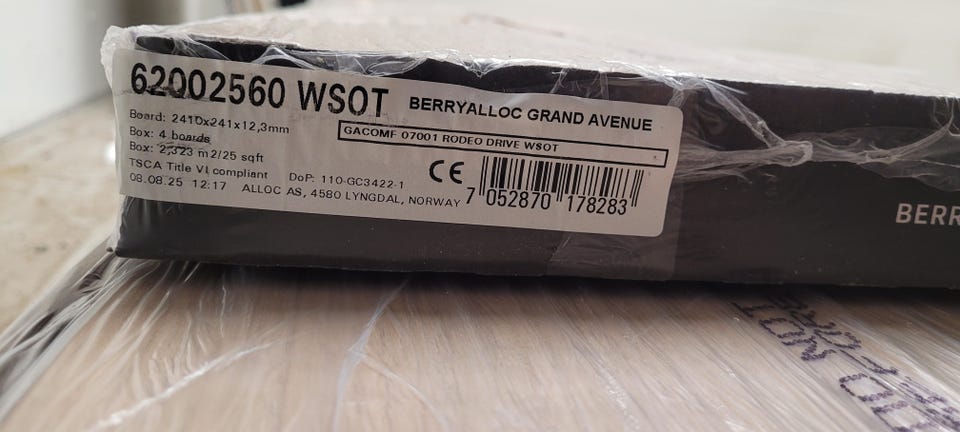 62002560 WSOT BERRYALLOC GRAND AVENUE
GACOMF 07001 RODEO DRIVE WSOT
Board: 2410x241x12,3mm
Box: 4 boards
Box: 2,323 m2/25 sqft
TSCA Title VI compliant DoP: 110-GC3422-1
08.08.25 12:17 ALLOC AS, 4580 LYNGDAL, NORWAY
CE
7 052870 178283
BERR